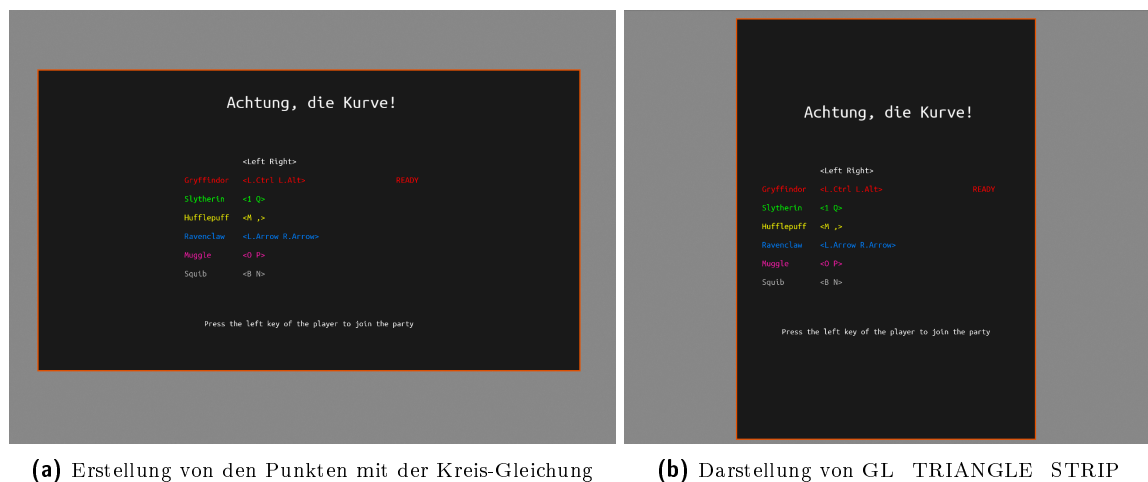 Achtung, die Kurve!
<Left Right>
Gryffindor <L.Ctrl L.Alt> READY
Slytherin <1 Q>
Hufflepuff <M ,>
Ravenclaw <L.Arrow R.Arrow>
Muggle <O P>
Squib <B N>
Press the left key of the player to join the party
(a) Erstellung von den Punkten mit der Kreis-Gleichung
Achtung, die Kurve!
<Left Right>
Gryffindor <L.Ctrl L.Alt> READY
Slytherin <1 Q>
Hufflepuff <M ,>
Ravenclaw <L.Arrow R.Arrow>
Muggle <O P>
Squib <B N>
Press the left key of the player to join the party
(b) Darstellung von GL TRIANGLE STRIP